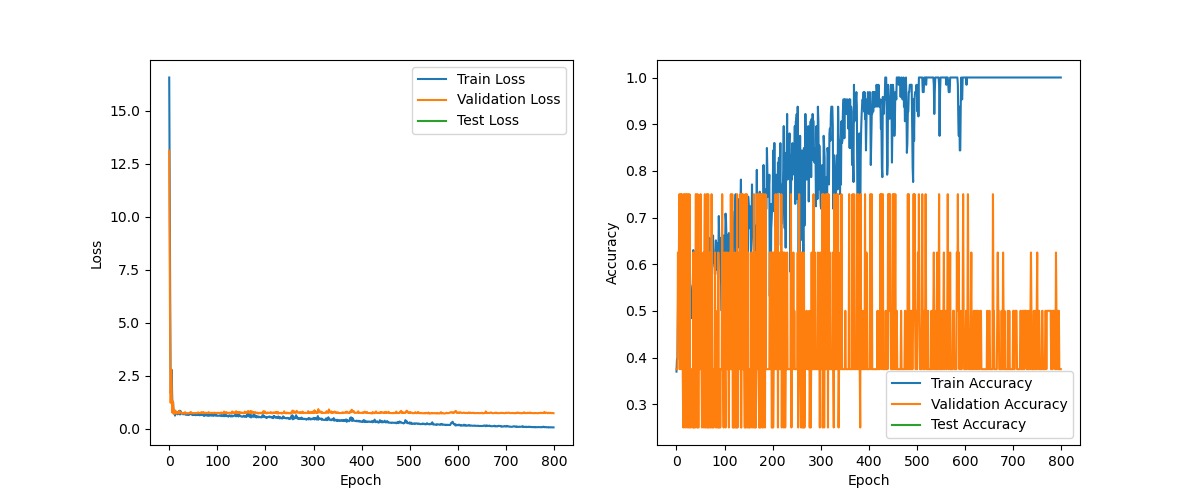 Train Loss
Validation Loss
Test Loss
15.0
12.5
10.0
7.5
5.0
2.5
0.0
Loss
0 100 200 300 400 500 600 700 800
Epoch
1.0
0.9
0.8
0.7
0.6
0.5
0.4
0.3
Accuracy
Train Accuracy
Validation Accuracy
Test Accuracy
0 100 200 300 400 500 600 700 800
Epoch